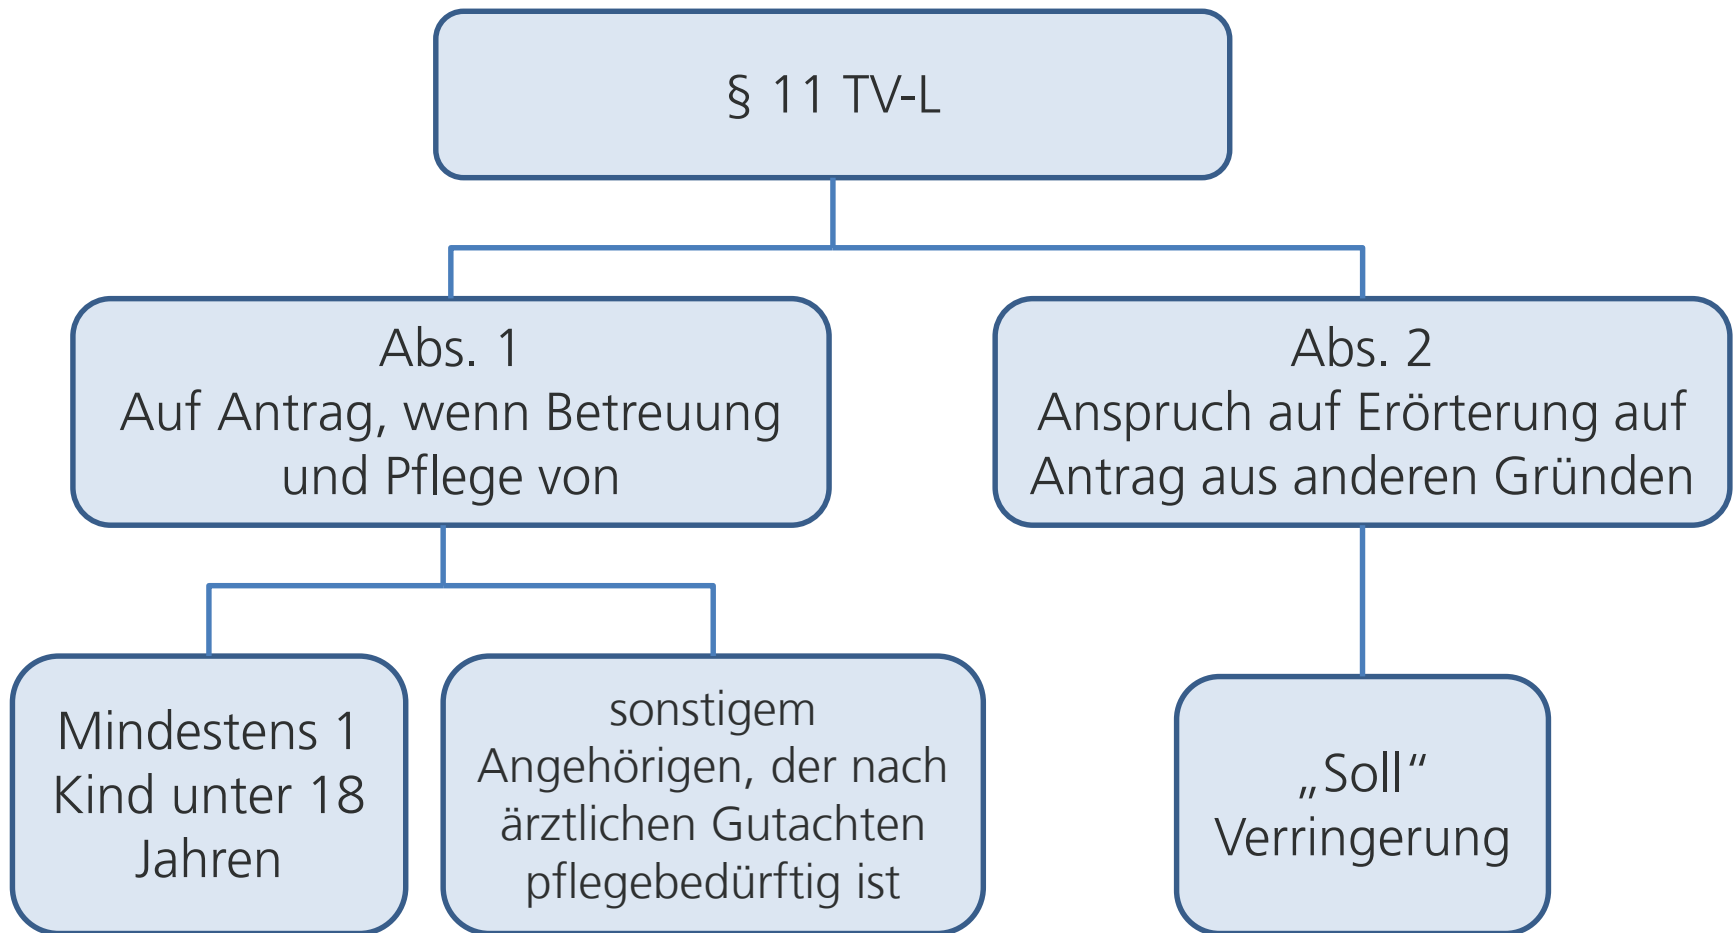 § 11 TV-L
Abs. 1
Auf Antrag, wenn Betreuung
und Pflege von
Abs. 2
Anspruch auf Erörterung auf
Antrag aus anderen Gründen
Mindestens 1
Kind unter 18
Jahren
sonstigem
Angehörigen, der nach
ärztlichen Gutachten
pflegebedürftig ist
„Soll“
Verringerung